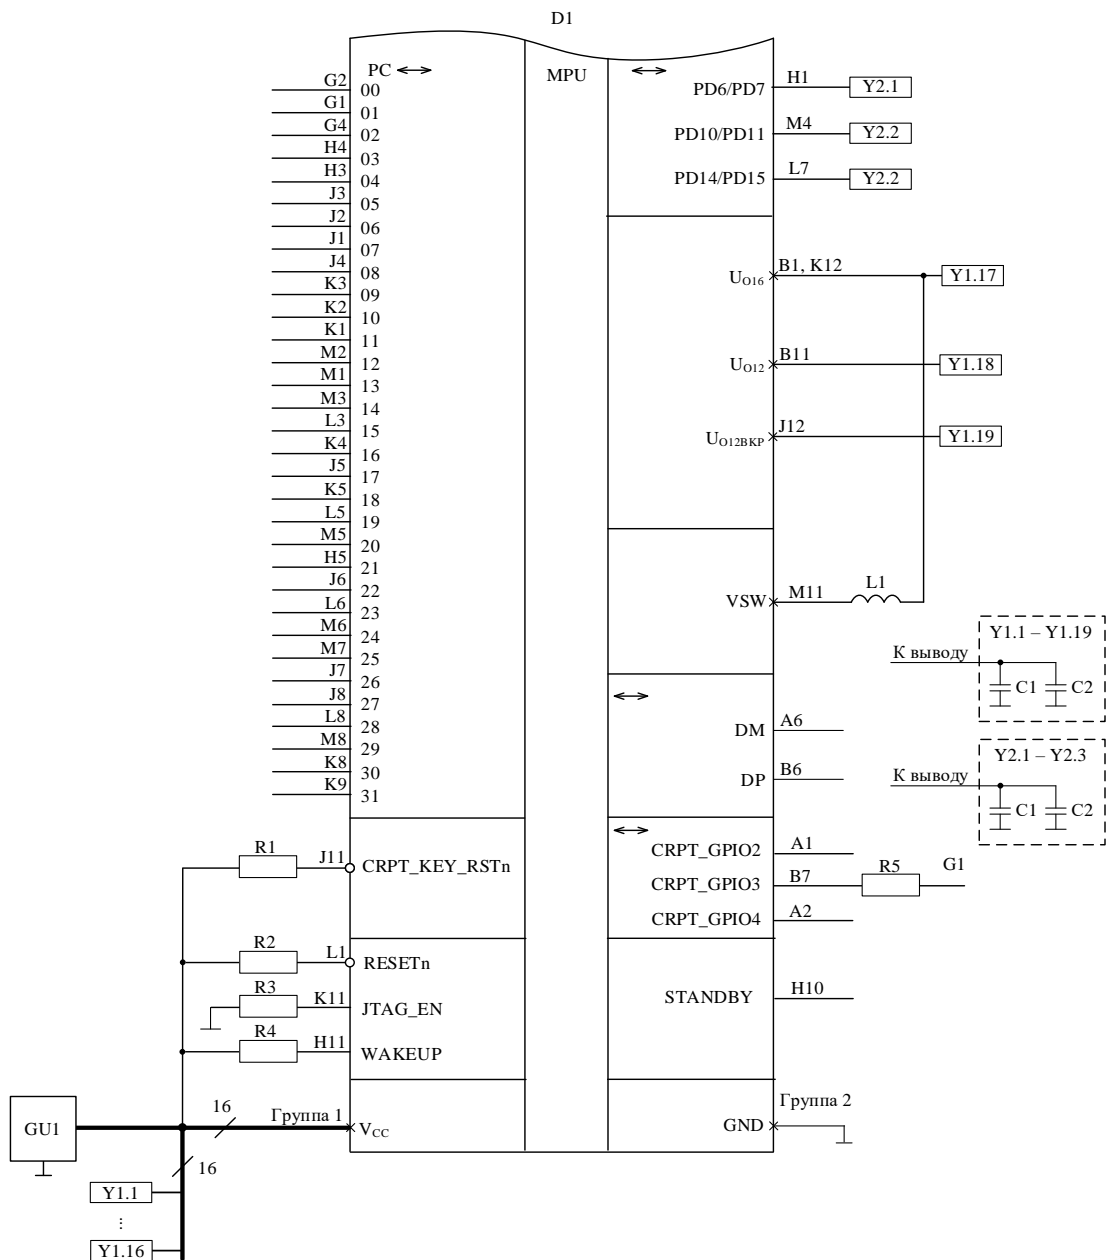 D1
PC
MPU
G2 00
G1 01
G4 02
H4 03
H3 04
J3 05
J2 06
J1 07
J4 08
K3 09
K2 10
K1 11
M2 12
M1 13
M3 14
L3 15
K4 16
J5 17
K5 18
L5 19
M5 20
H5 21
J6 22
L6 23
M6 24
M7 25
J7 26
J8 27
L8 28
M8 29
K8 30
K9 31
R1 J11 CRPT_KEY_RSTn
R2 L1 RESETn
R3 K11 JTAG_EN
R4 H11 WAKEUP
GU1 16 Группа 1 VCC
16
Y1.1
⋮
Y1.16
PD6/PD7 H1 Y2.1
PD10/PD11 M4 Y2.2
PD14/PD15 L7 Y2.2
UO16 B1, K12 Y1.17
UO12 B11 Y1.18
UO12BKP J12 Y1.19
VSW M11 L1
DM A6
DP B6
CRPT_GPIO2 A1
CRPT_GPIO3 B7 R5 G1
CRPT_GPIO4 A2
STANDBY H10
GND Группа 2
Y1.1 – Y1.19
К выводу
C1 C2
Y2.1 – Y2.3
К выводу
C1 C2